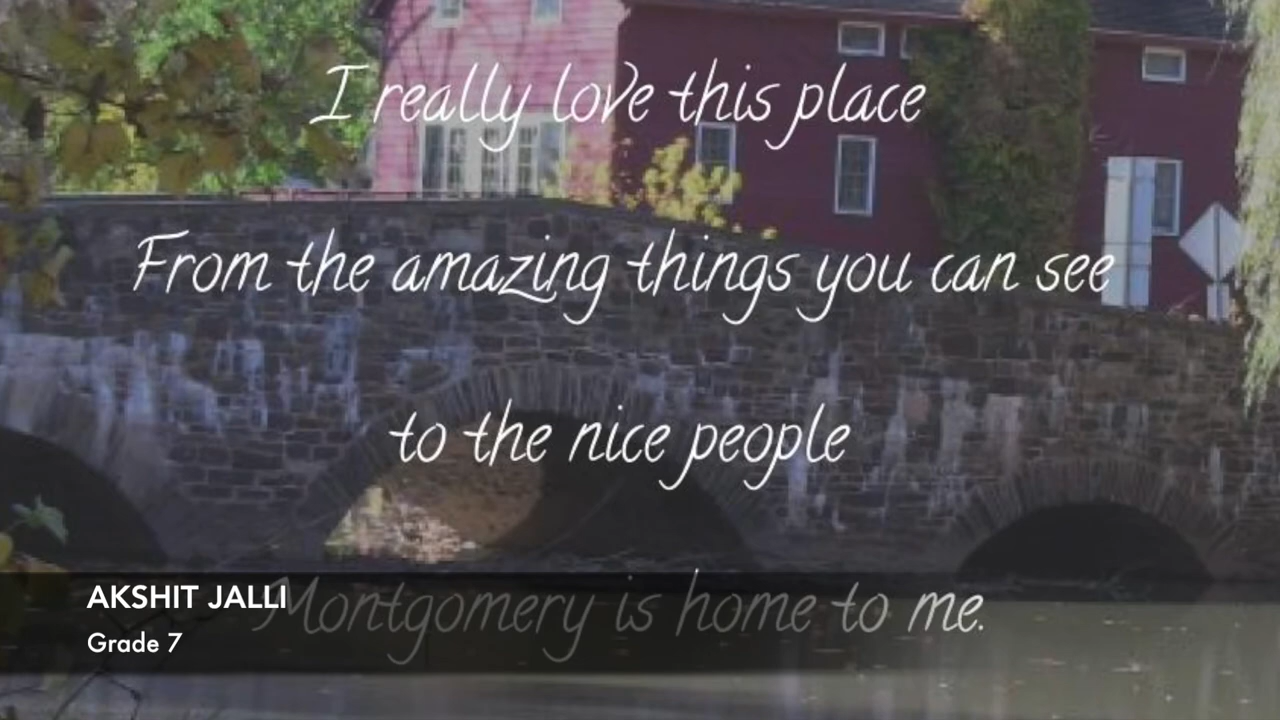 I really love this place
From the amazing things you can see
to the nice people
Montgomery is home to me.
AKSHIT JALLI
Grade 7